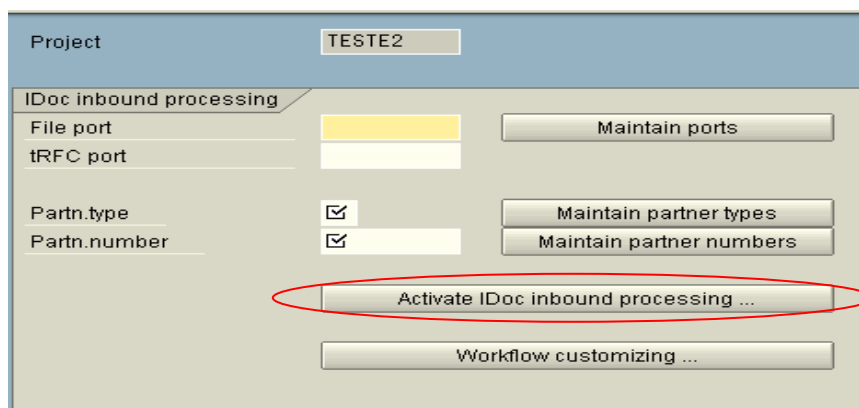 Project TESTE2
IDoc inbound processing
File port Maintain ports
tRFC port
Partn.type Maintain partner types
Partn.number Maintain partner numbers
Activate IDoc inbound processing ...
Workflow customizing ...